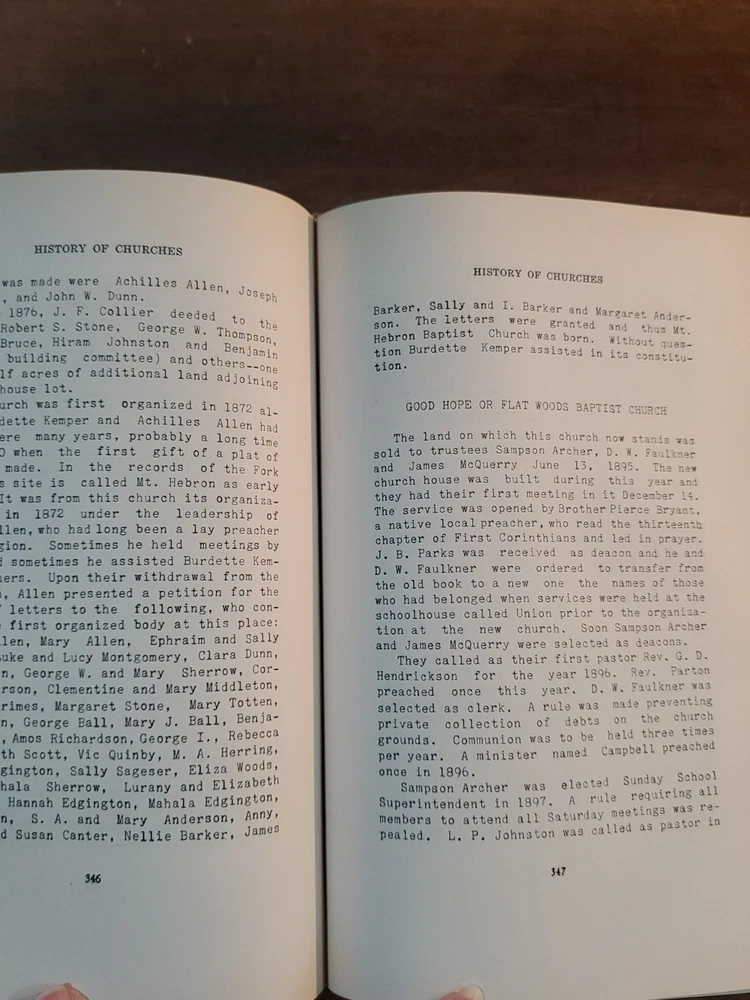 HISTORY OF CHURCHES
was made were Achilles Allen, Joseph
, and John W. Dunn.
1876, J. F. Collier deeded to the
Robert S. Stone, George W. Thompson,
Bruce, Hiram Johnston and Benjamin
building committee) and others--one
lf acres of additional land adjoining
house lot.
urch was first organized in 1872 al-
dette Kemper and Achilles Allen had
ere many years, probably a long time
0 when the first gift of a plat of
made. In the records of the Fork
s site is called Mt. Hebron as early
It was from this church its organiza-
in 1872 under the leadership of
llen, who had long been a lay preacher
gion. Sometimes he held meetings by
d sometimes he assisted Burdette Kem-
ners. Upon their withdrawal from the
, Allen presented a petition for the
f letters to the following, who con-
e first organized body at this place:
llen, Mary Allen, Ephraim and Sally
uke and Lucy Montgomery, Clara Dunn,
n, George W. and Mary Sherrow, Cor-
erson, Clementine and Mary Middleton,
rimes, Margaret Stone, Mary Totten,
n, George Ball, Mary J. Ball, Benja-
, Amos Richardson, George I., Rebecca
th Scott, Vic Quinby, M. A. Herring,
gington, Sally Sageser, Eliza Woods,
hala Sherrow, Lurany and Elizabeth
Hannah Edgington, Mahala Edgington,
n, S. A. and Mary Anderson, Anny,
d Susan Canter, Nellie Barker, James
346
HISTORY OF CHURCHES
Barker, Sally and I. Barker and Margaret Ander-
son. The letters were granted and thus Mt.
Hebron Baptist Church was born. Without ques-
tion Burdette Kemper assisted in its constitu-
tion.
GOOD HOPE OR FLAT WOODS BAPTIST CHURCH
The land on which this church now stands was
sold to trustees Sampson Archer, D. W. Faulkner
and James McQuerry June 13, 1895. The new
church house was built during this year and
they had their first meeting in it December 14.
The service was opened by Brother Pierce Bryant,
a native local preacher, who read the thirteenth
chapter of First Corinthians and led in prayer.
J. B. Parks was received as deacon and he and
D. W. Faulkner were ordered to transfer from
the old book to a new one the names of those
who had belonged when services were held at the
schoolhouse called Union prior to the organiza-
tion at the new church. Soon Sampson Archer
and James McQuerry were selected as deacons.
They called as their first pastor Rev. G. D.
Hendrickson for the year 1896. Rev. Parton
preached once this year. D. W. Faulkner was
selected as clerk. A rule was made preventing
private collection of debts on the church
grounds. Communion was to be held three times
per year. A minister named Campbell preached
once in 1896.
Sampson Archer was elected Sunday School
Superintendent in 1897. A rule requiring all
members to attend all Saturday meetings was re-
pealed. L. P. Johnston was called as pastor in
347